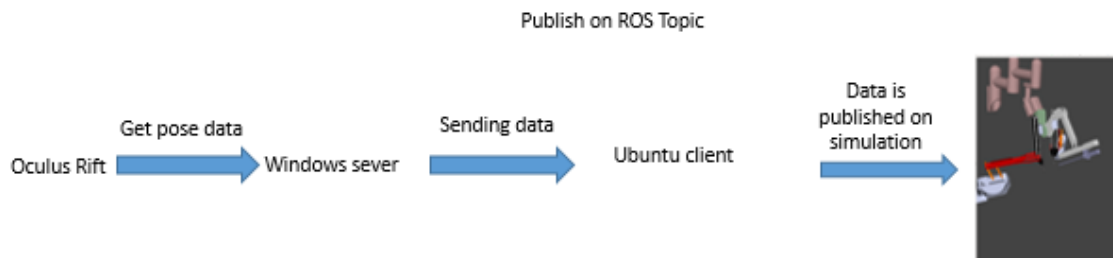 Publish on ROS Topic
Get pose data
Sending data
Data is
published on
simulation
Oculus Rift
Windows sever
Ubuntu client